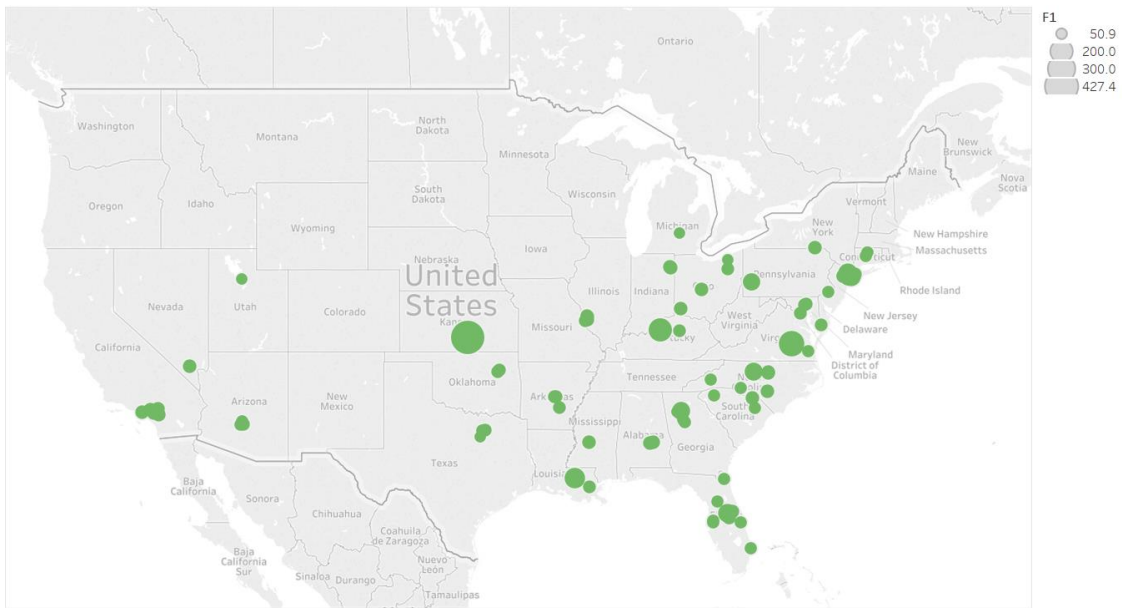 F1
50.9
200.0
300.0
427.4
Ontario
Washington
Montana
North
Dakota
Minnesota
New
Brunswick
Maine
Nova
Scotia
Oregon
Idaho
South
Dakota
Wisconsin
Michigan
Vermont
Wyoming
New
York
New Hampshire
Massachusetts
Iowa
Nebraska
Connecticut
Rhode Island
United
States
Pennsylvania
Nevada
Utah
Colorado
Illinois
Indiana
West
Virginia
New Jersey
Delaware
Maryland
District of
Columbia
California
Missouri
Tennessee
Oklahoma
Arizona
New
Mexico
South
Carolina
Mississippi
Alabama
Georgia
Texas
Baja
California
Sonora
Chihuahua
Coahuila
de Zaragoza
Baja
California
Sur
Nuevo
León
Sinaloa
Durango
Tamaulipas